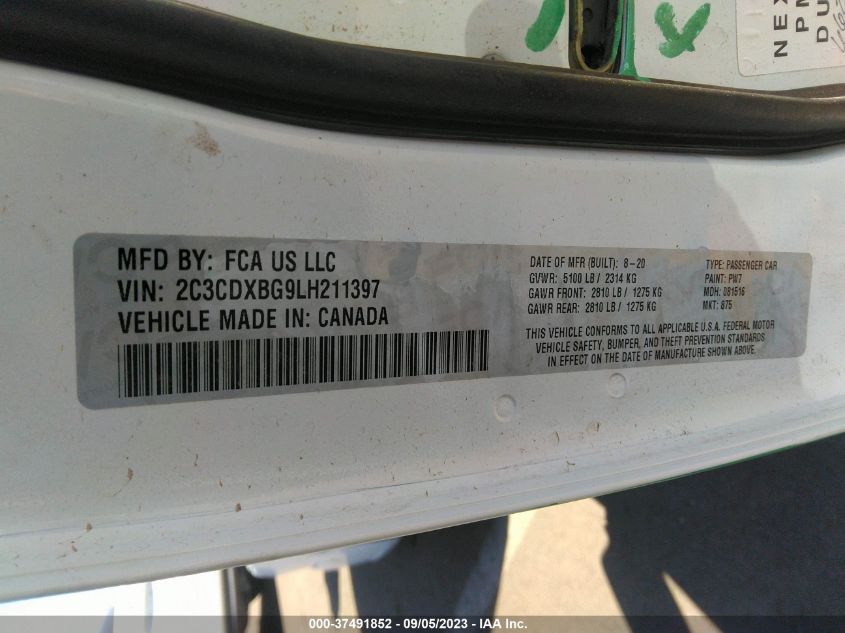 NEX
PM
DU
MFD BY: FCA US LLC
VIN: 2C3CDXBG9LH211397
VEHICLE MADE IN: CANADA
DATE OF MFR (BUILT): 8-20
GVWR: 5100 LB / 2314 KG
GAWR FRONT: 2810 LB / 1275 KG
GAWR REAR: 2810 LB / 1275 KG
TYPE: PASSENGER CAR
PAINT: PW7
MDH: 081516
MKT: 875
THIS VEHICLE CONFORMS TO ALL APPLICABLE U.S.A. FEDERAL MOTOR
VEHICLE SAFETY, BUMPER, AND THEFT PREVENTION STANDARDS
IN EFFECT ON THE DATE OF MANUFACTURE SHOWN ABOVE.
000-37491852 - 09/05/2023 - IAA Inc.